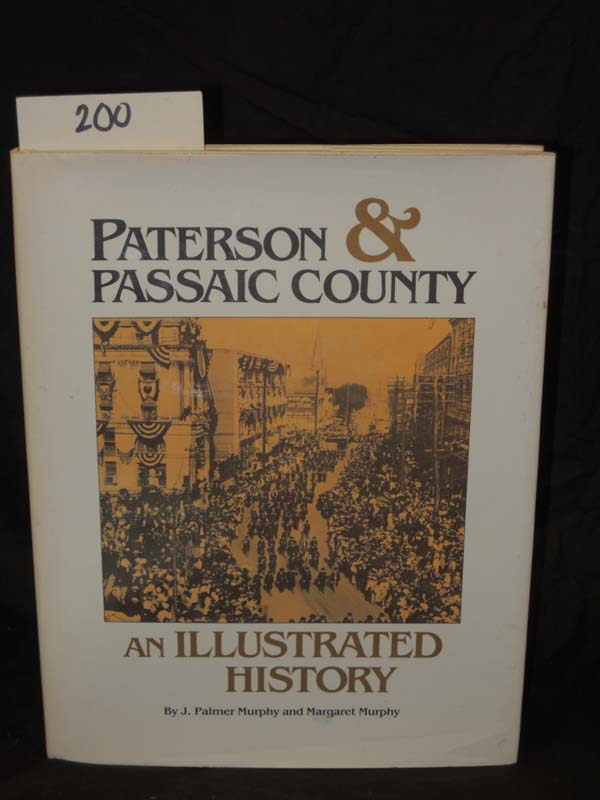 200
PATERSON &
PASSAIC COUNTY
AN ILLUSTRATED
HISTORY
By J. Palmer Murphy and Margaret Murphy